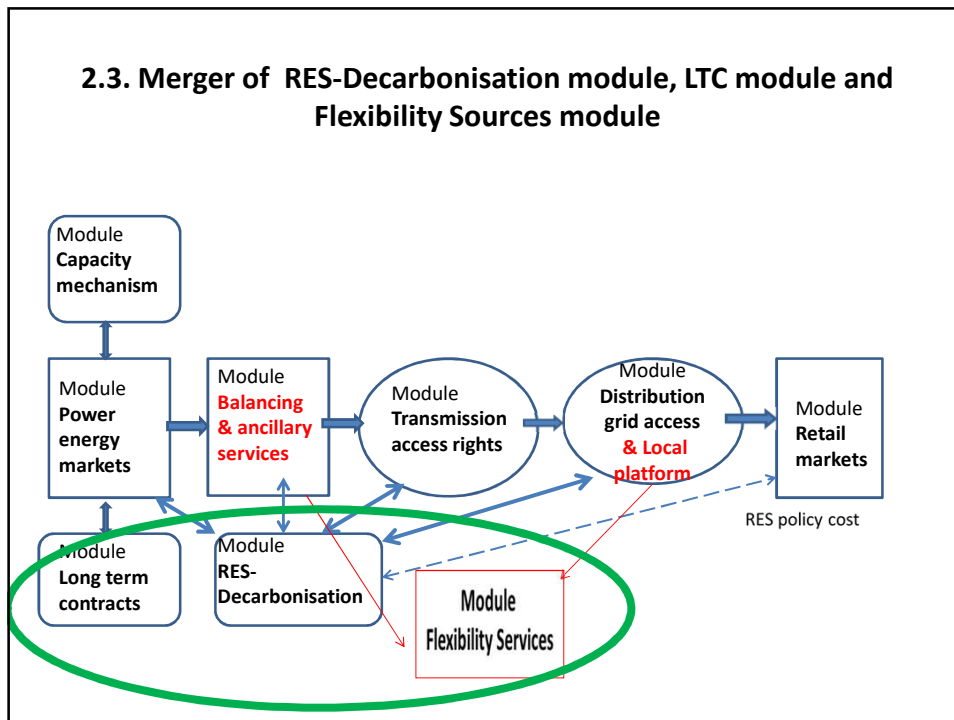 2.3. Merger of RES-Decarbonisation module, LTC module and
Flexibility Sources module
Module
Capacity
mechanism
Module
Power
energy
markets
Module
Balancing
& ancillary
services
Module
Transmission
access rights
Module
Distribution
grid access
& Local
platform
Module
Retail
markets
RES policy cost
Module
Long term
contracts
Module
RES-
Decarbonisation
Module
Flexibility Services